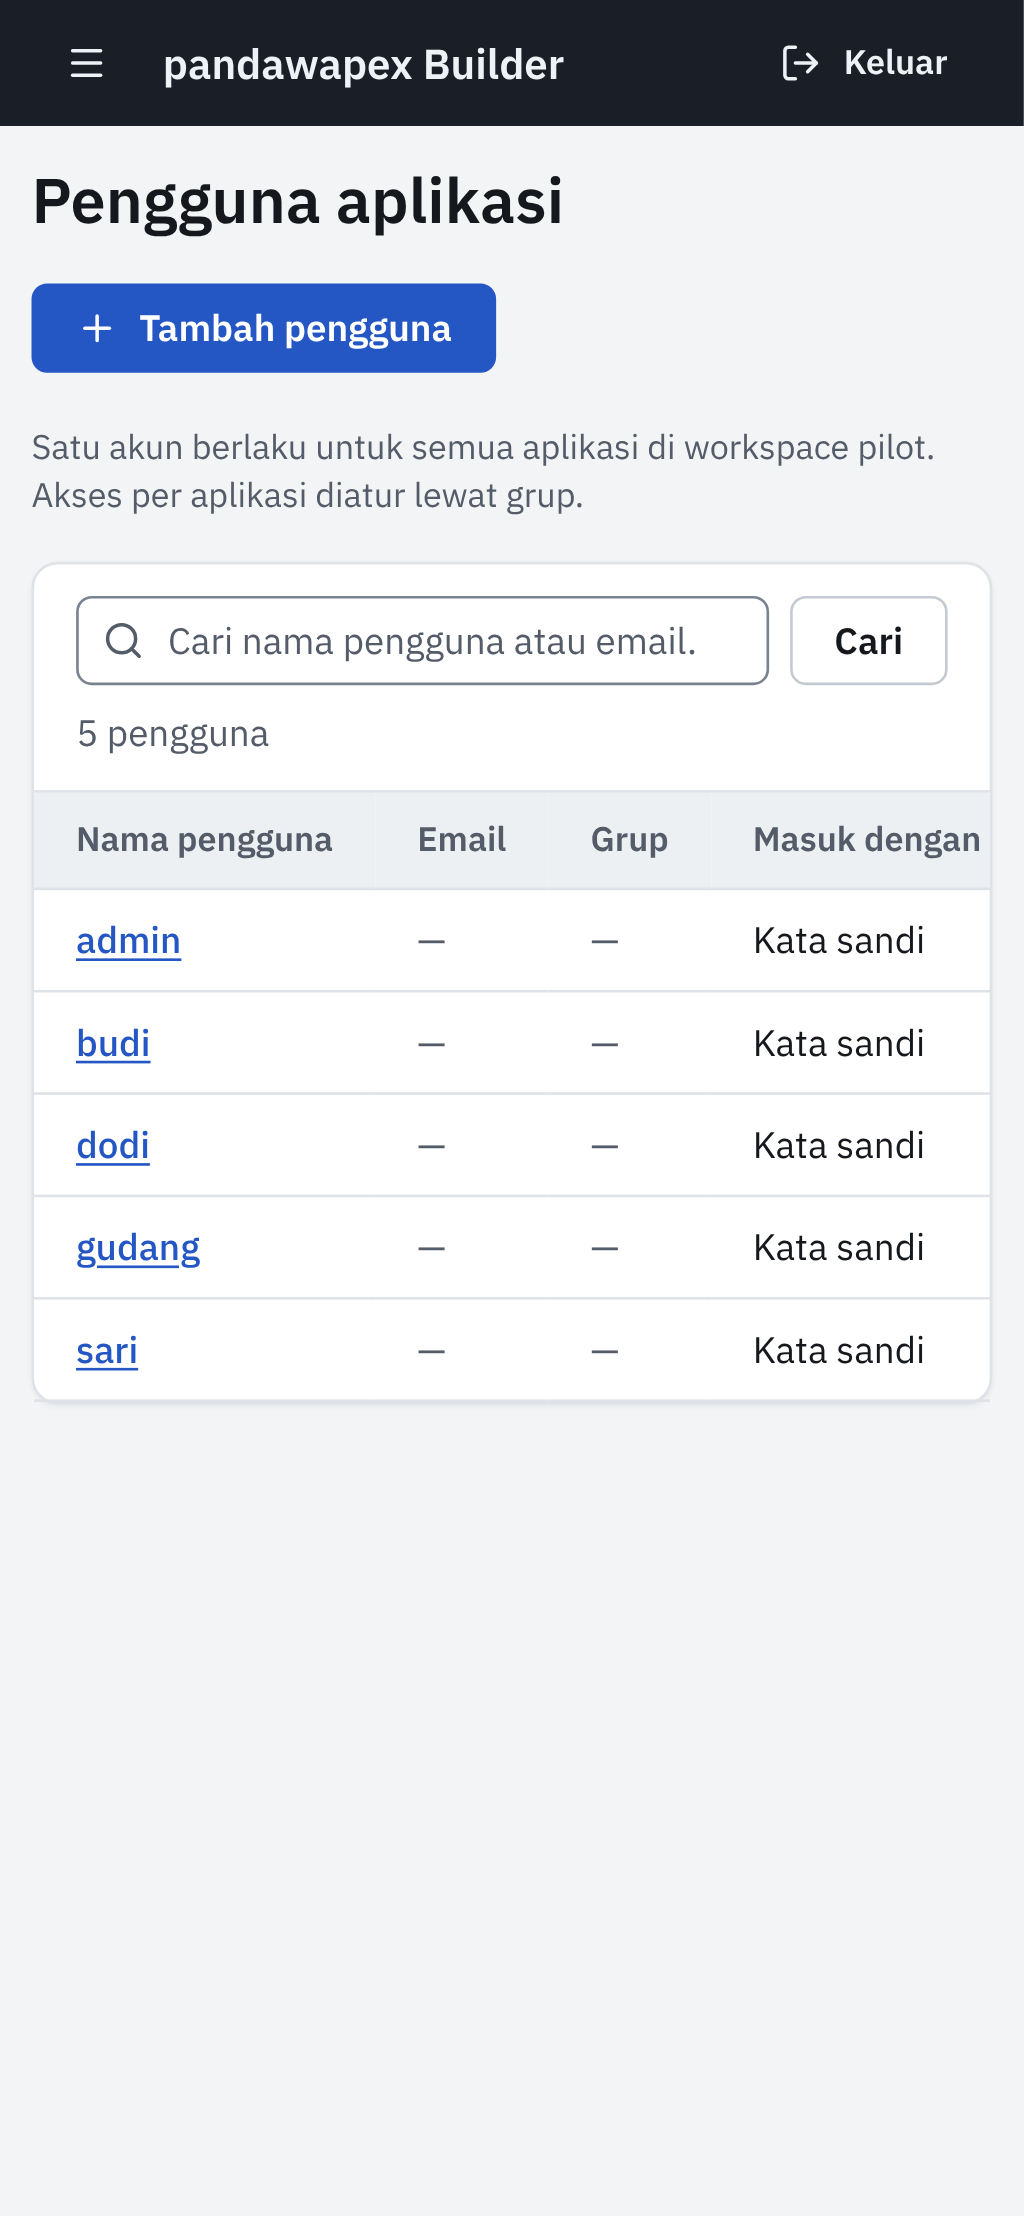 pandawapex Builder
Keluar
Pengguna aplikasi
Tambah pengguna
Satu akun berlaku untuk semua aplikasi di workspace pilot.
Akses per aplikasi diatur lewat grup.
Cari nama pengguna atau email.
Cari
5 pengguna
Nama pengguna Email Grup Masuk dengan
admin — — Kata sandi
budi — — Kata sandi
dodi — — Kata sandi
gudang — — Kata sandi
sari — — Kata sandi